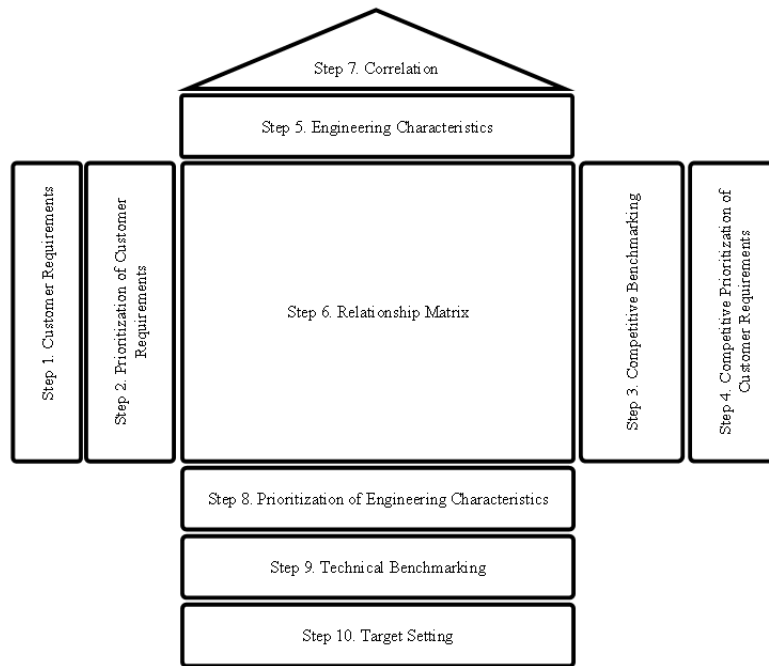 Step 7. Correlation
Step 5. Engineering Characteristics
Step 1. Customer Requirements
Step 2. Prioritization of Customer
Requirements
Step 6. Relationship Matrix
Step 3. Competitive Benchmarking
Step 4. Competitive Prioritization of
Customer Requirements
Step 8. Prioritization of Engineering Characteristics
Step 9. Technical Benchmarking
Step 10. Target Setting